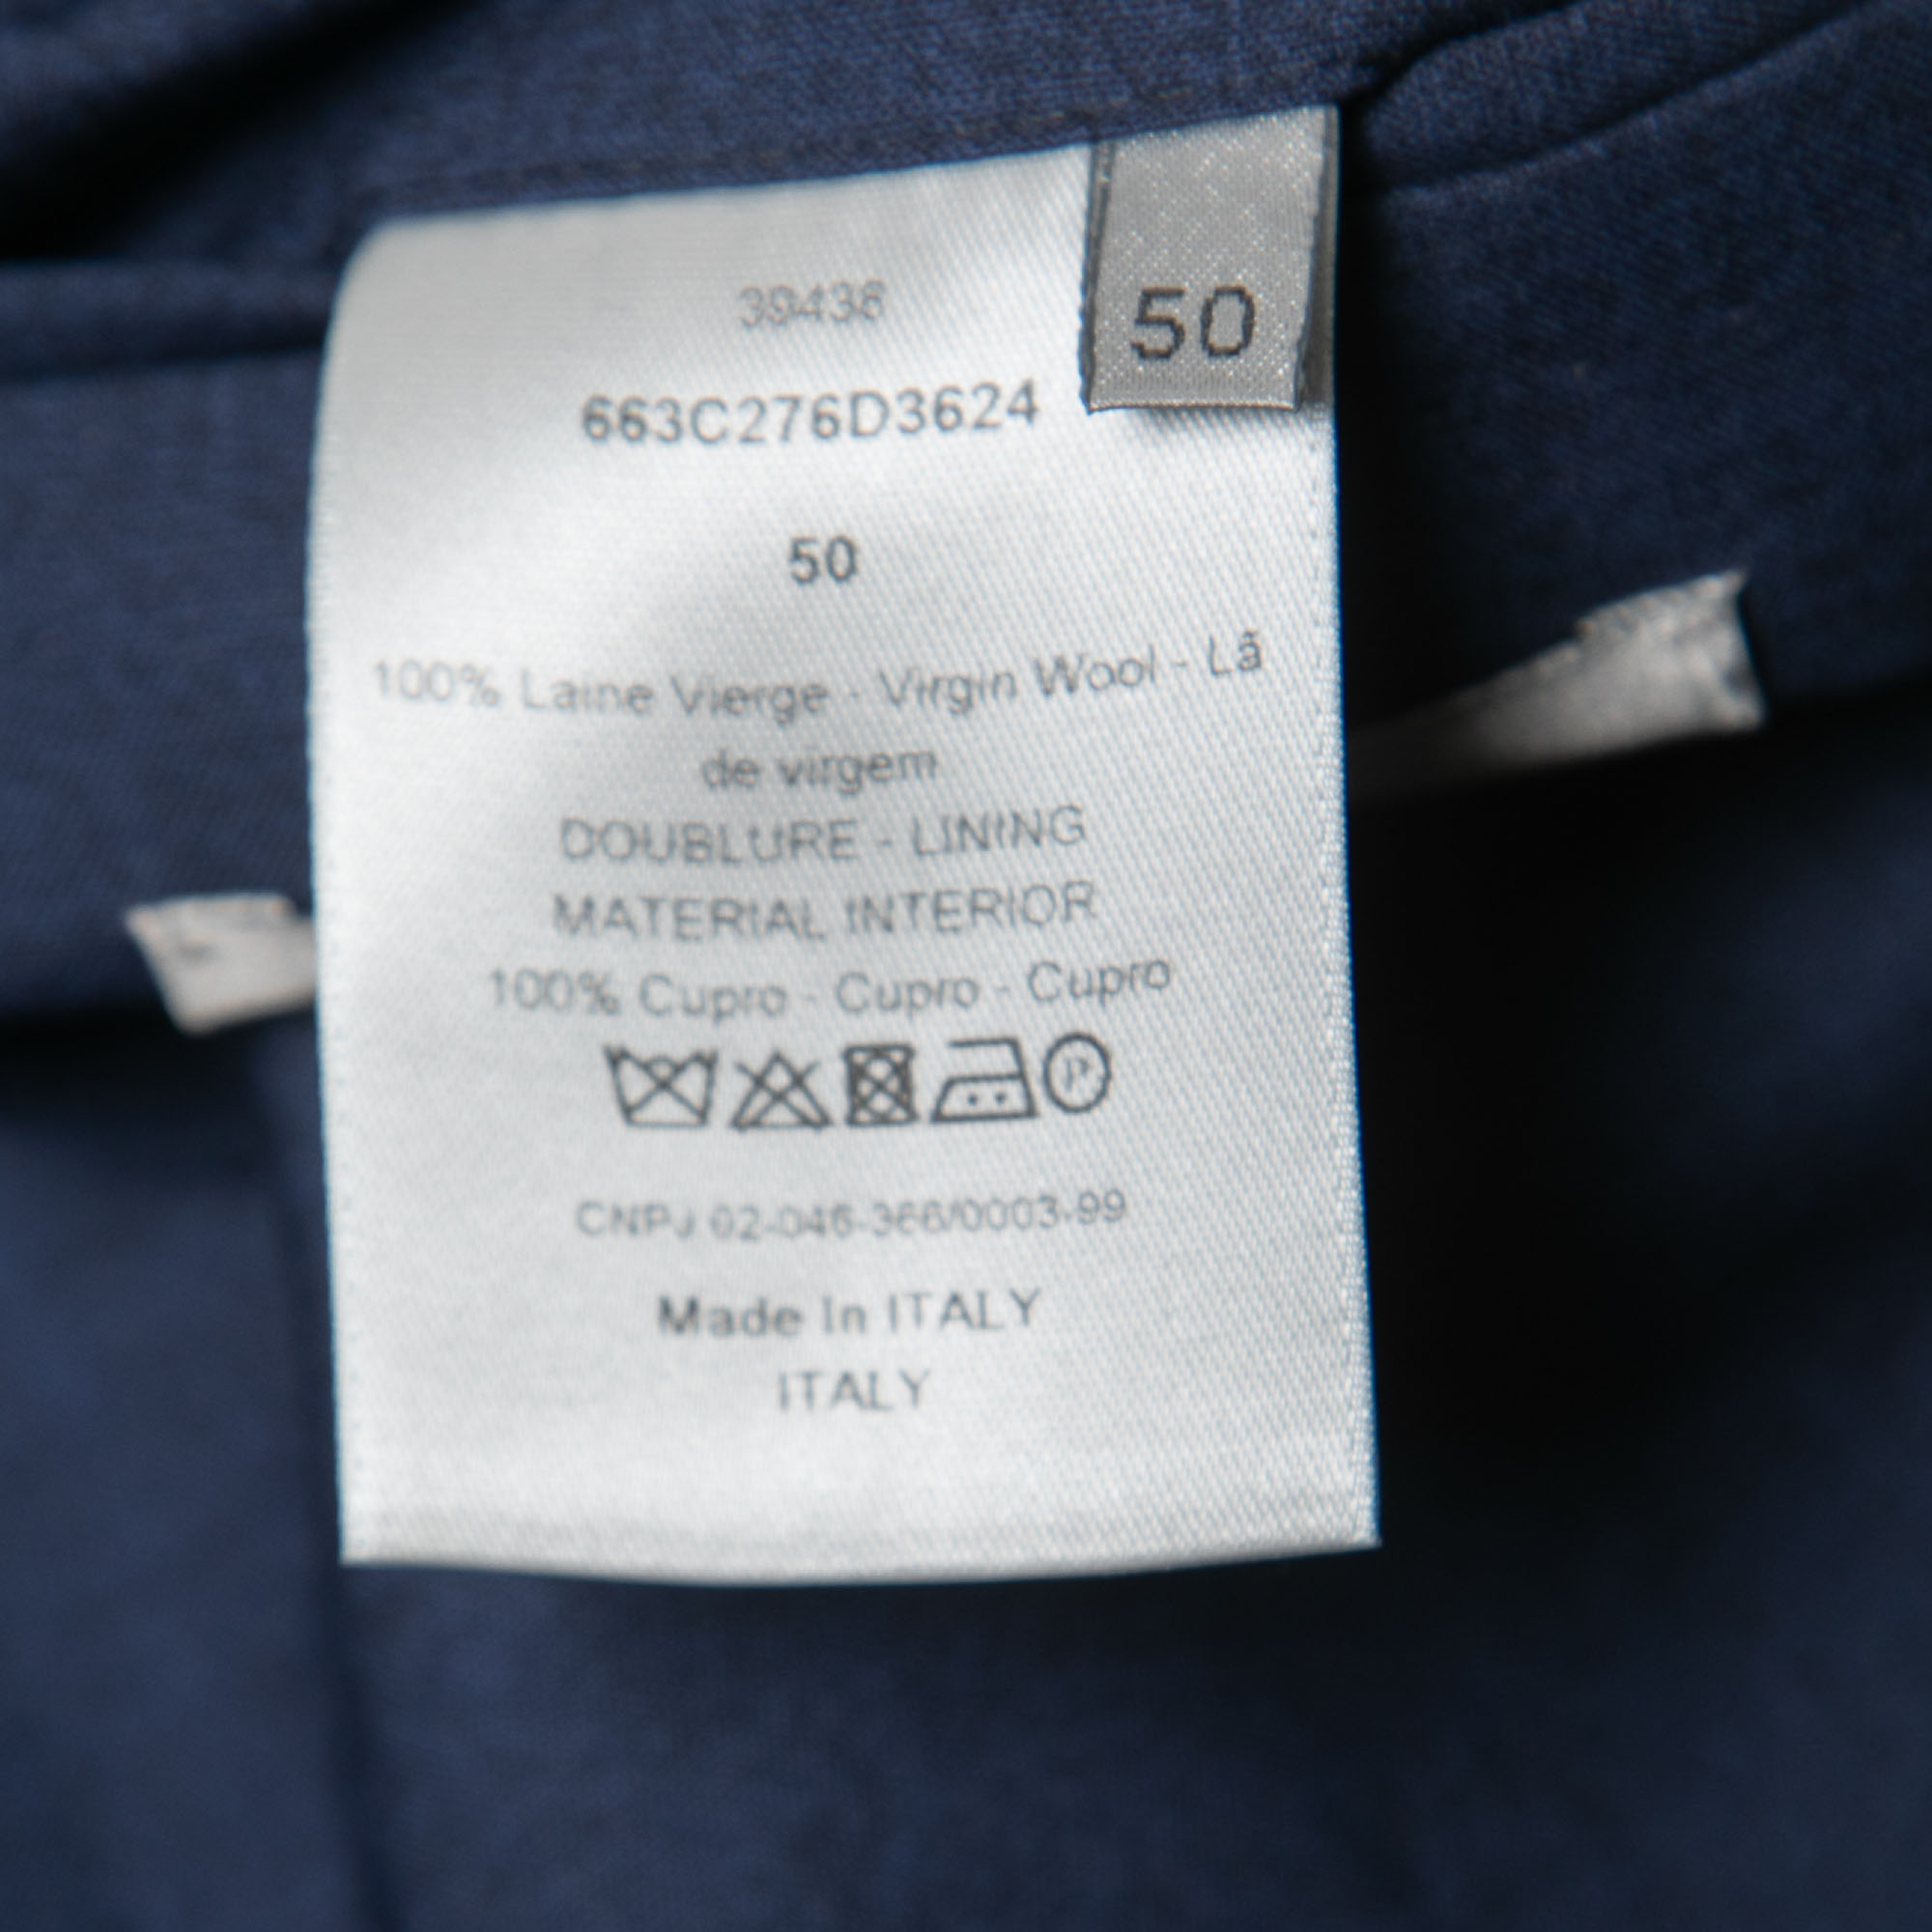 39436
50
663C276D3624
50
100% Laine Vierge - Virgin Wool - Lã
de virgem
DOUBLURE - LINING
MATERIAL INTERIOR
100% Cupro - Cupro - Cupro
P
CNPJ 02-046-366/0003-99
Made In ITALY
ITALY